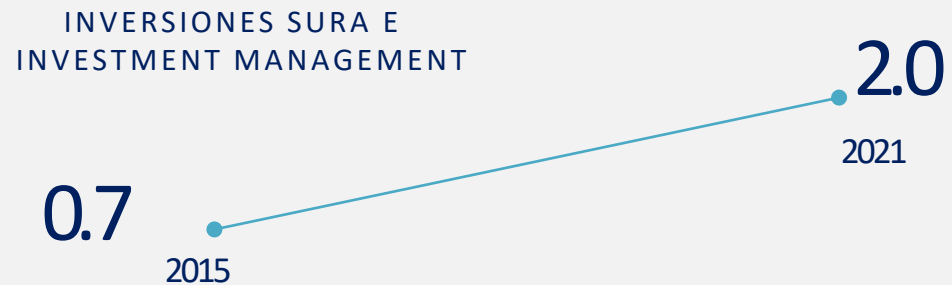 INVERSIONES SURA E
INVESTMENT MANAGEMENT
2.0
2021
0.7
2015